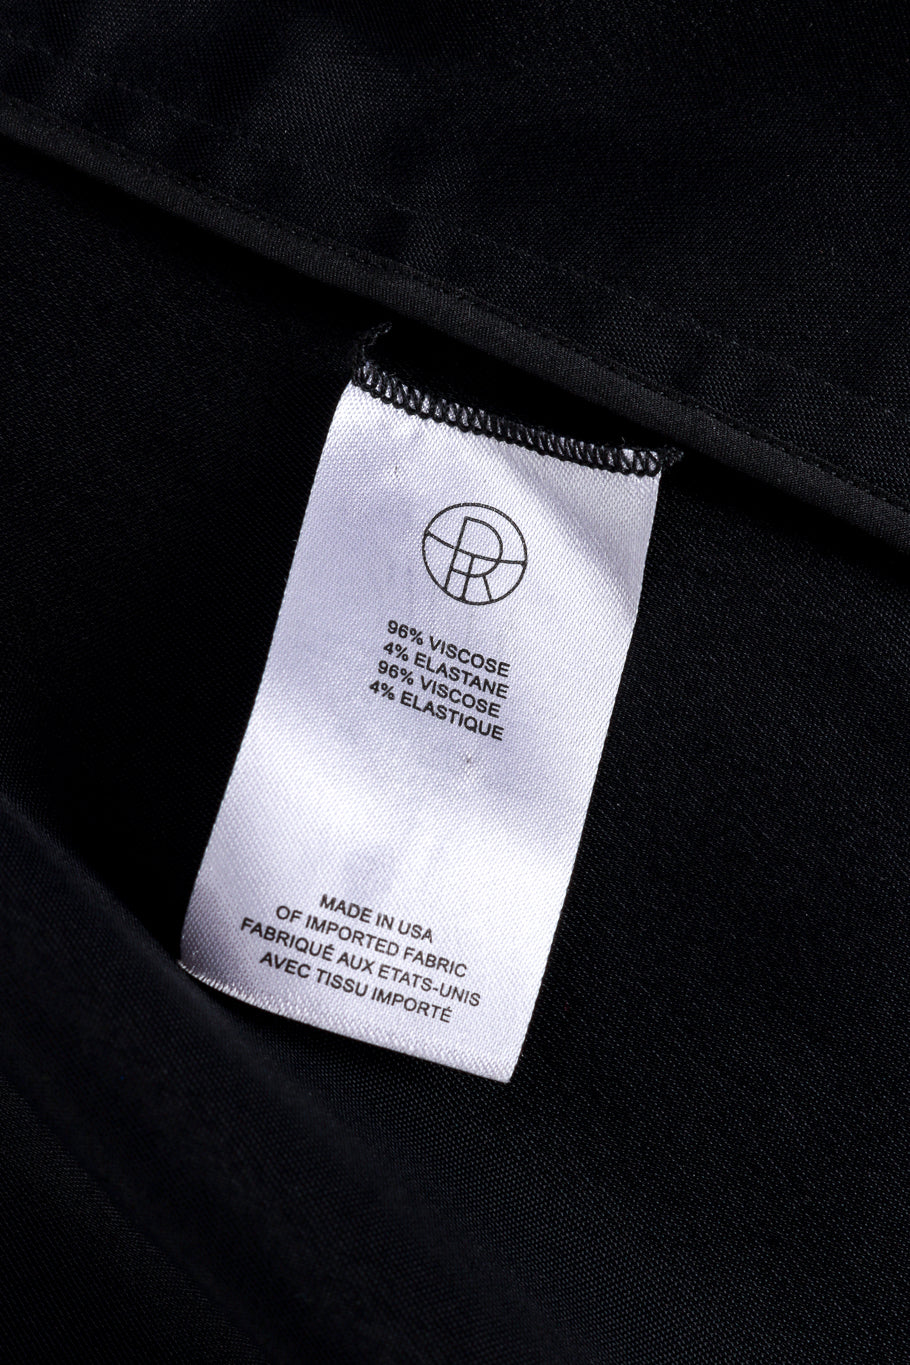 96% VISCOSE
4% ELASTANE
96% VISCOSE
4% ELASTIQUE
MADE IN USA
OF IMPORTED FABRIC
FABRIQUÉ AUX ETATS-UNIS
AVEC TISSU IMPORTÉ